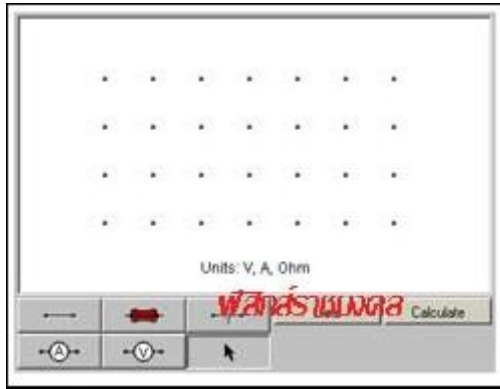 Units: V, A, Ohm
ฟิสิกส์ราชมงคล
Calculate
A
V